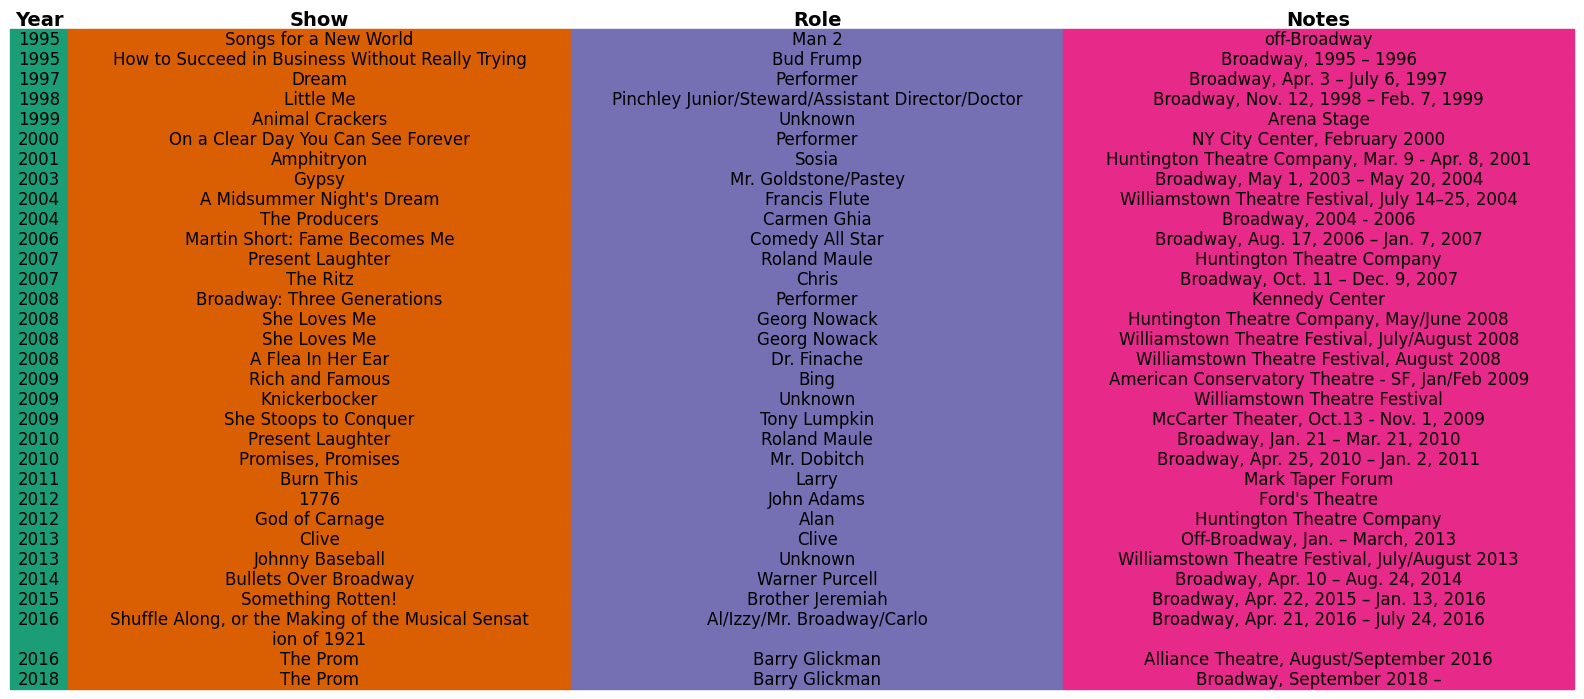 Year Show Role Notes
1995 Songs for a New World Man 2 off-Broadway
1995 How to Succeed in Business Without Really Trying Bud Frump Broadway, 1995 – 1996
1997 Dream Performer Broadway, Apr. 3 – July 6, 1997
1998 Little Me Pinchley Junior/Steward/Assistant Director/Doctor Broadway, Nov. 12, 1998 – Feb. 7, 1999
1999 Animal Crackers Unknown Arena Stage
2000 On a Clear Day You Can See Forever Performer NY City Center, February 2000
2001 Amphitryon Sosia Huntington Theatre Company, Mar. 9 - Apr. 8, 2001
2003 Gypsy Mr. Goldstone/Pastey Broadway, May 1, 2003 – May 20, 2004
2004 A Midsummer Night's Dream Francis Flute Williamstown Theatre Festival, July 14–25, 2004
2004 The Producers Carmen Ghia Broadway, 2004 - 2006
2006 Martin Short: Fame Becomes Me Comedy All Star Broadway, Aug. 17, 2006 – Jan. 7, 2007
2007 Present Laughter Roland Maule Huntington Theatre Company
2007 The Ritz Chris Broadway, Oct. 11 – Dec. 9, 2007
2008 Broadway: Three Generations Performer Kennedy Center
2008 She Loves Me Georg Nowack Huntington Theatre Company, May/June 2008
2008 She Loves Me Georg Nowack Williamstown Theatre Festival, July/August 2008
2008 A Flea In Her Ear Dr. Finache Williamstown Theatre Festival, August 2008
2009 Rich and Famous Bing American Conservatory Theatre - SF, Jan/Feb 2009
2009 Knickerbocker Unknown Williamstown Theatre Festival
2009 She Stoops to Conquer Tony Lumpkin McCarter Theater, Oct.13 - Nov. 1, 2009
2010 Present Laughter Roland Maule Broadway, Jan. 21 – Mar. 21, 2010
2010 Promises, Promises Mr. Dobitch Broadway, Apr. 25, 2010 – Jan. 2, 2011
2011 Burn This Larry Mark Taper Forum
2012 1776 John Adams Ford's Theatre
2012 God of Carnage Alan Huntington Theatre Company
2013 Clive Clive Off-Broadway, Jan. – March, 2013
2013 Johnny Baseball Unknown Williamstown Theatre Festival, July/August 2013
2014 Bullets Over Broadway Warner Purcell Broadway, Apr. 10 – Aug. 24, 2014
2015 Something Rotten! Brother Jeremiah Broadway, Apr. 22, 2015 – Jan. 13, 2016
2016 Shuffle Along, or the Making of the Musical Sensat Al/Izzy/Mr. Broadway/Carlo Broadway, Apr. 21, 2016 – July 24, 2016
ion of 1921
2016 The Prom Barry Glickman Alliance Theatre, August/September 2016
2018 The Prom Barry Glickman Broadway, September 2018 –